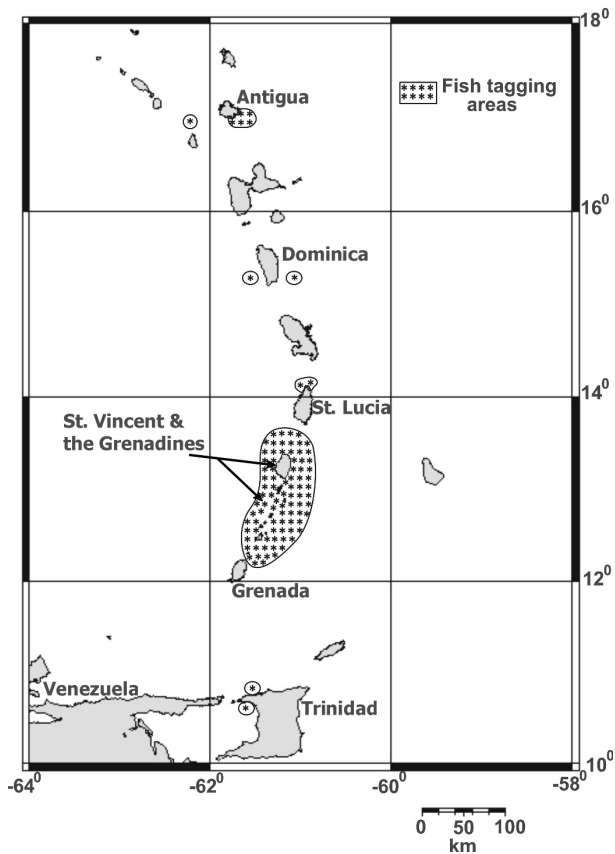 18⁰
Fish tagging
areas
Antigua
16⁰
Dominica
14⁰
St. Lucia
St. Vincent &
the Grenadines
12⁰
Grenada
Venezuela
Trinidad
10⁰
-64⁰
-62⁰
-60⁰
-58⁰
0 50 100
km